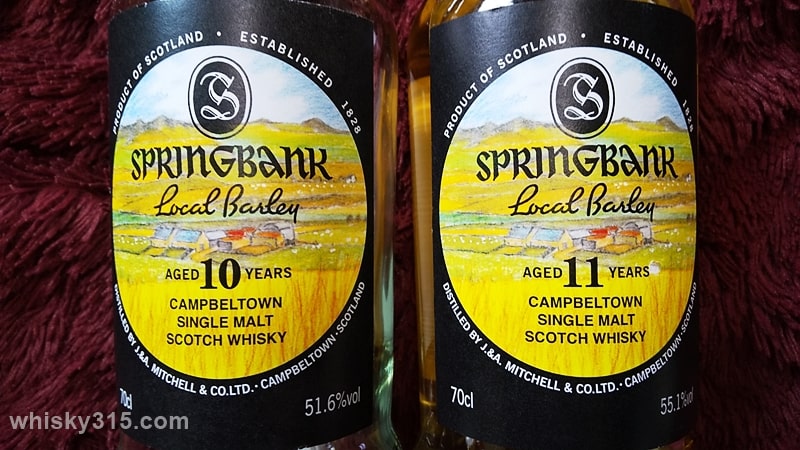 PRODUCT OF SCOTLAND • ESTABLISHED 1828
S
SPRINGBANK
Local Barley
AGED 10 YEARS
CAMPBELTOWN
SINGLE MALT
SCOTCH WHISKY
DISTILLED BY J.&A. MITCHELL & CO.LTD. • CAMPBELTOWN • SCOTLAND
70cl
51.6%vol
PRODUCT OF SCOTLAND • ESTABLISHED 1828
S
SPRINGBANK
Local Barley
AGED 11 YEARS
CAMPBELTOWN
SINGLE MALT
SCOTCH WHISKY
DISTILLED BY J.&A. MITCHELL & CO.LTD. • CAMPBELTOWN • SCOTLAND
70cl
55.1%vol
whisky315.com